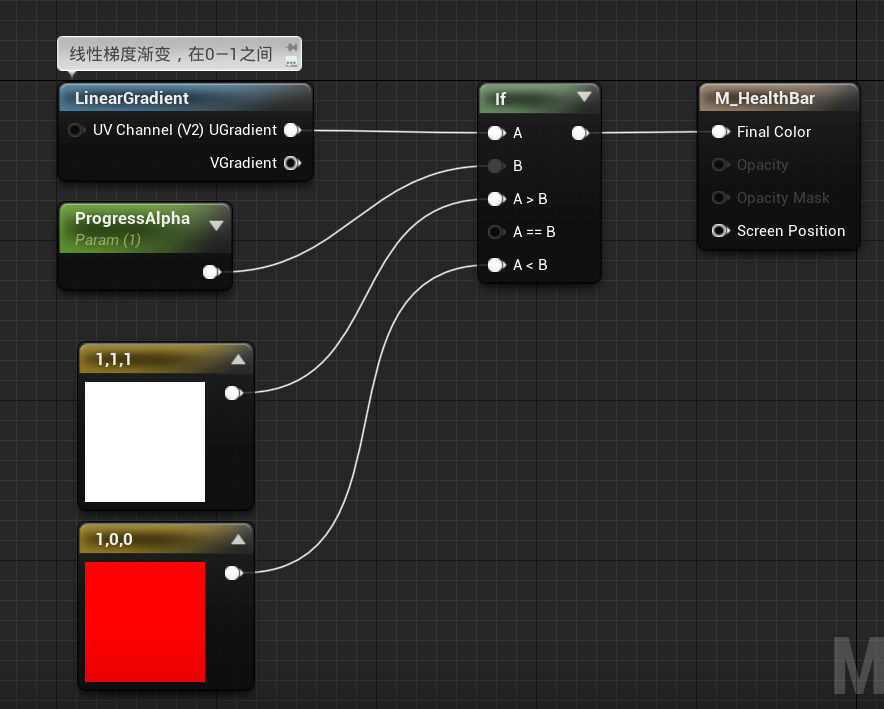 线性梯度渐变，在0—1之间
LinearGradient
UV Channel (V2) UGradient
VGradient
ProgressAlpha
Param (1)
1,1,1
1,0,0
If
A
B
A > B
A == B
A < B
M_HealthBar
Final Color
Opacity
Opacity Mask
Screen Position
M